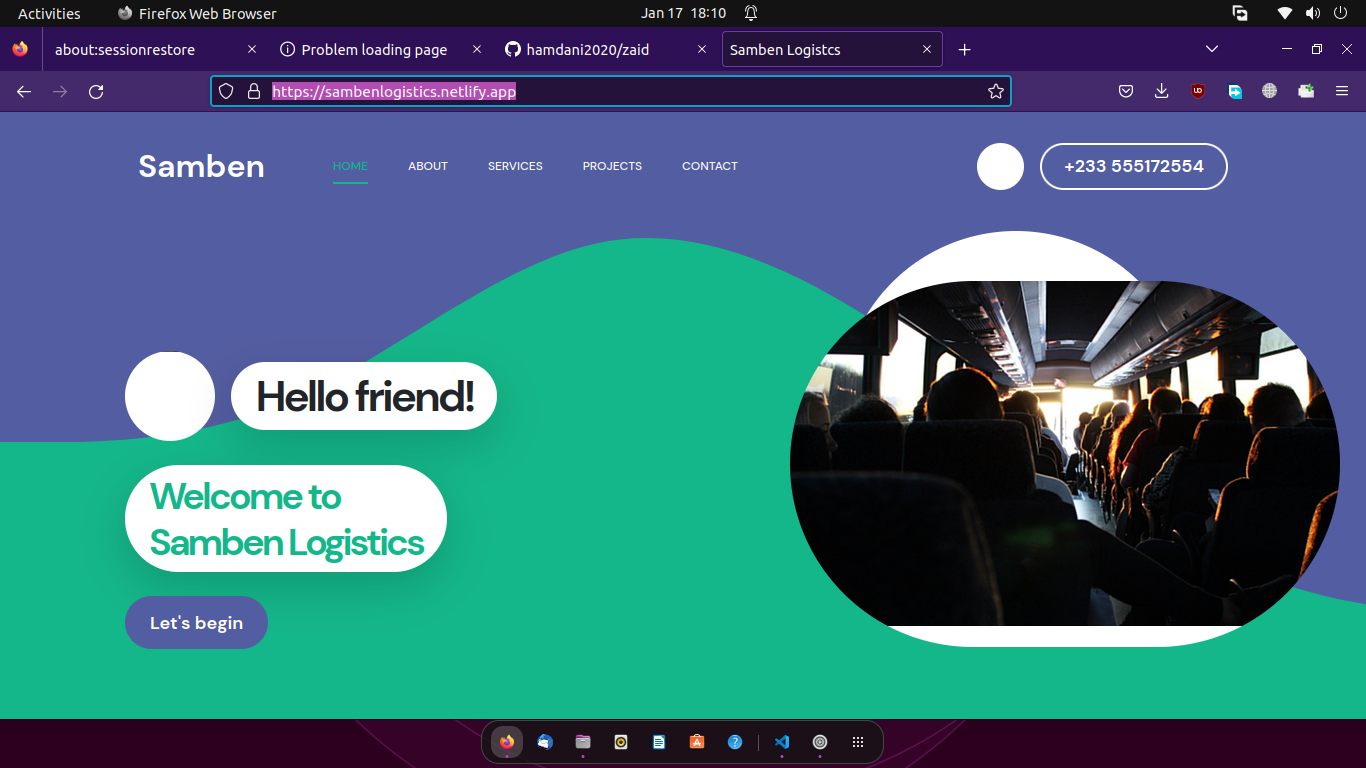 Activities
Firefox Web Browser
Jan 17 18:10
about:sessionrestore
Problem loading page
hamdani2020/zaid
Samben Logistcs
https://sambenlogistics.netlify.app
Samben
HOME
ABOUT
SERVICES
PROJECTS
CONTACT
+233 555172554
Hello friend!
Welcome to
Samben Logistics
Let's begin